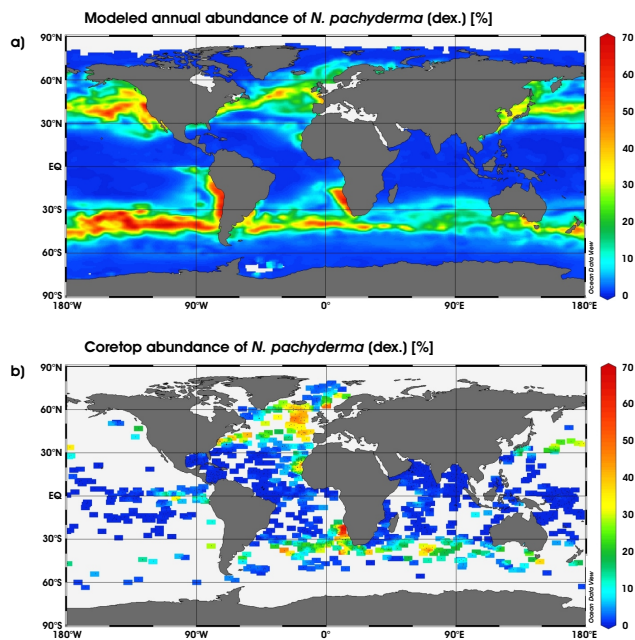 Modeled annual abundance of N. pachyderma (dex.) [%]
a)
90°N
60°N
30°N
EQ
30°S
60°S
90°S
180°W
90°W
0°
90°E
180°E
70
60
50
40
30
20
10
0
Ocean Data View
Coretop abundance of N. pachyderma (dex.) [%]
b)
90°N
60°N
30°N
EQ
30°S
60°S
90°S
180°W
90°W
0°
90°E
180°E
70
60
50
40
30
20
10
0
Ocean Data View